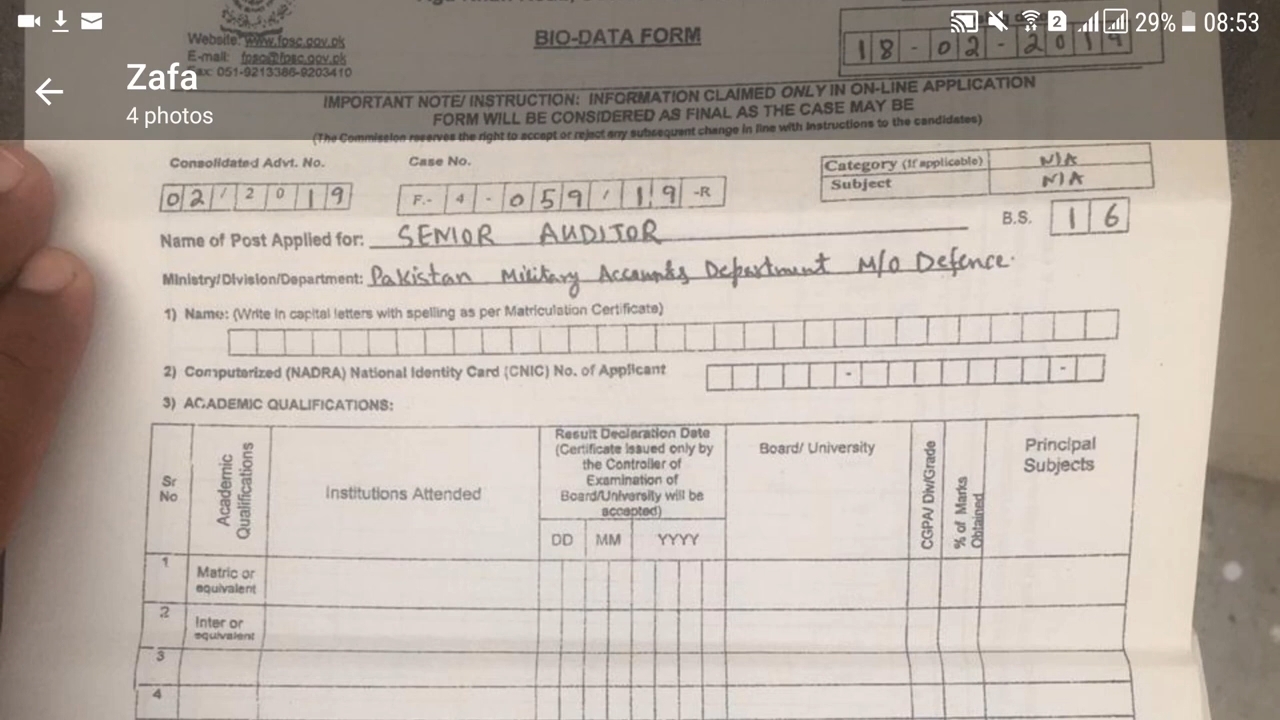 29% 08:53
Zafa
4 photos
Website: www.fpsc.gov.pk
E-mail: fpsc@fpsc.gov.pk
Fax: 051-9213386-9203410
BIO-DATA FORM
18-02-2019
IMPORTANT NOTE/ INSTRUCTION: INFORMATION CLAIMED ONLY IN ON-LINE APPLICATION
FORM WILL BE CONSIDERED AS FINAL AS THE CASE MAY BE
(The Commission reserves the right to accept or reject any subsequent change in line with instructions to the candidates)
Consolidated Advt. No.
02/2019
Case No.
F.-4-059/19-R
Category (If applicable) N/A
Subject N/A
Name of Post Applied for: SENIOR AUDITOR
B.S. 16
Ministry/Division/Department: Pakistan Military Accounts Department M/O Defence.
1) Name: (Write in capital letters with spelling as per Matriculation Certificate)
2) Computerized (NADRA) National Identity Card (CNIC) No. of Applicant - -
3) ACADEMIC QUALIFICATIONS:
Sr No
Academic Qualifications
Institutions Attended
Result Declaration Date
(Certificate issued only by
the Controller of
Examination of
Board/University will be
accepted)
DD MM YYYY
Board/ University
CGPA/ Div/Grade
% of Marks Obtained
Principal
Subjects
1 Matric or
equivalent
2 Inter or
equivalent
3
4